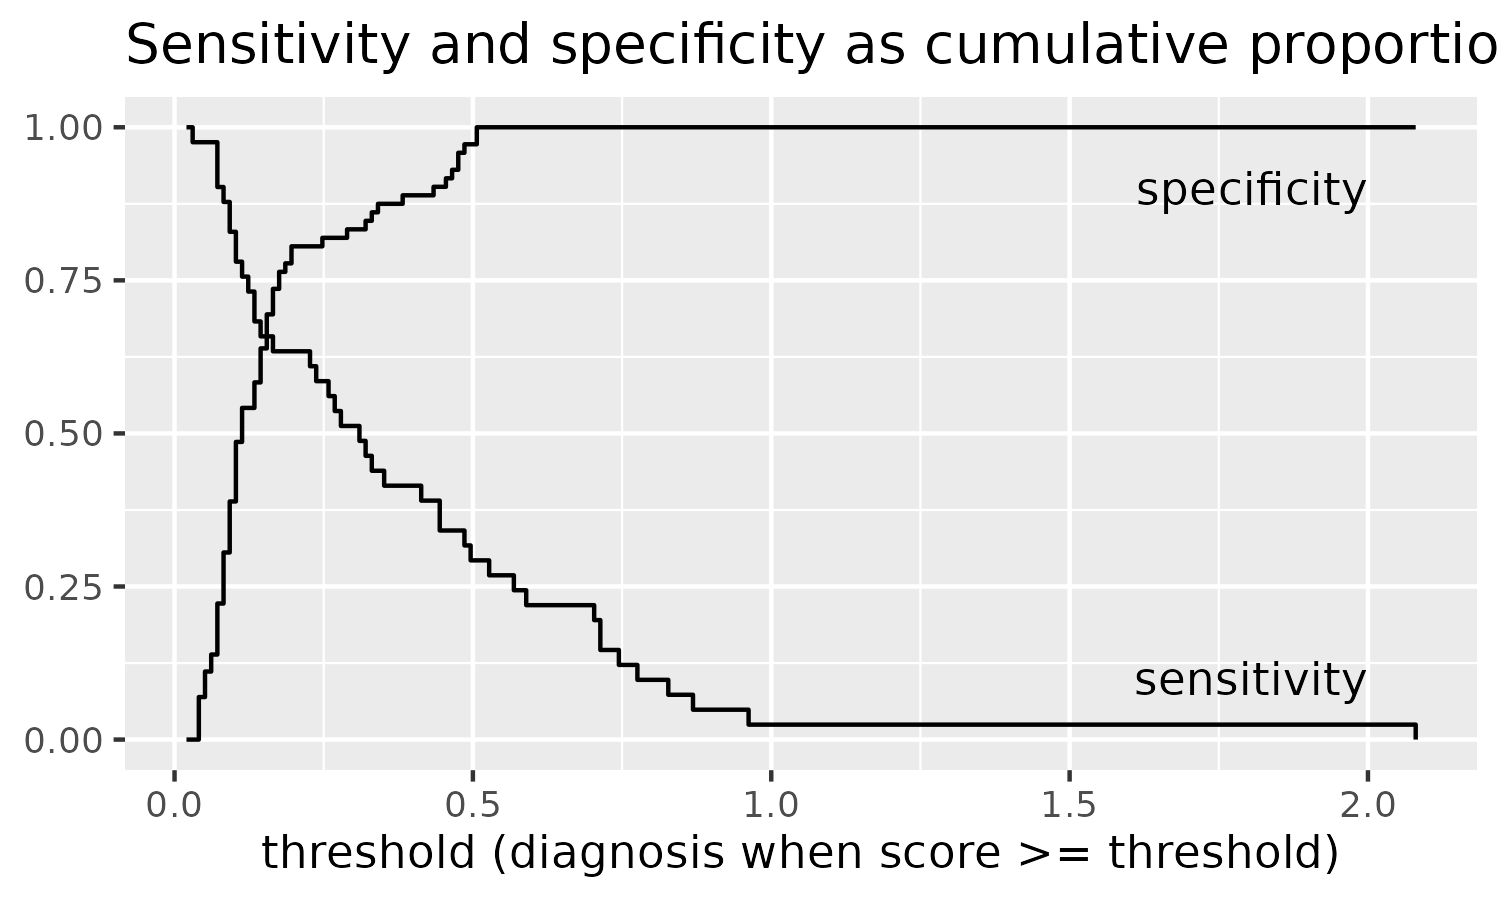 Sensitivity and specificity as cumulative proportio
1.00
0.75
0.50
0.25
0.00
specificity
sensitivity
0.0 0.5 1.0 1.5 2.0
threshold (diagnosis when score >= threshold)